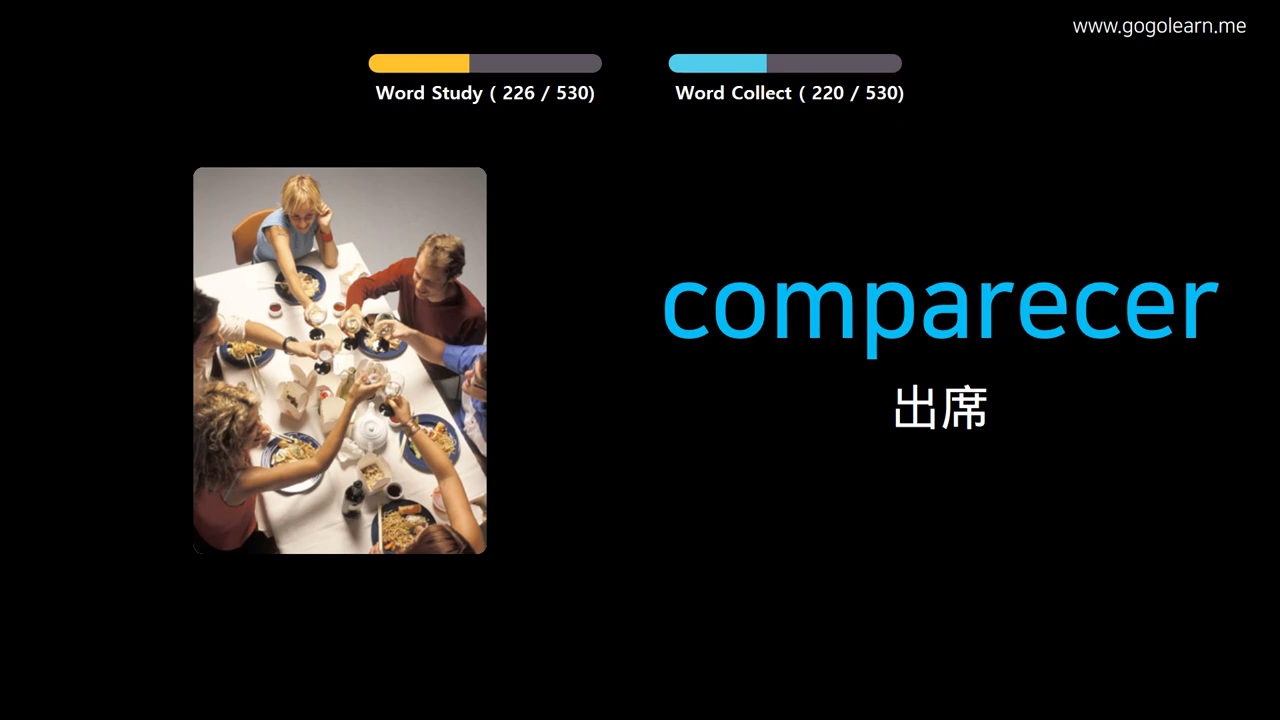 www.gogolearn.me
Word Study ( 226 / 530)
Word Collect ( 220 / 530)
comparecer
出席